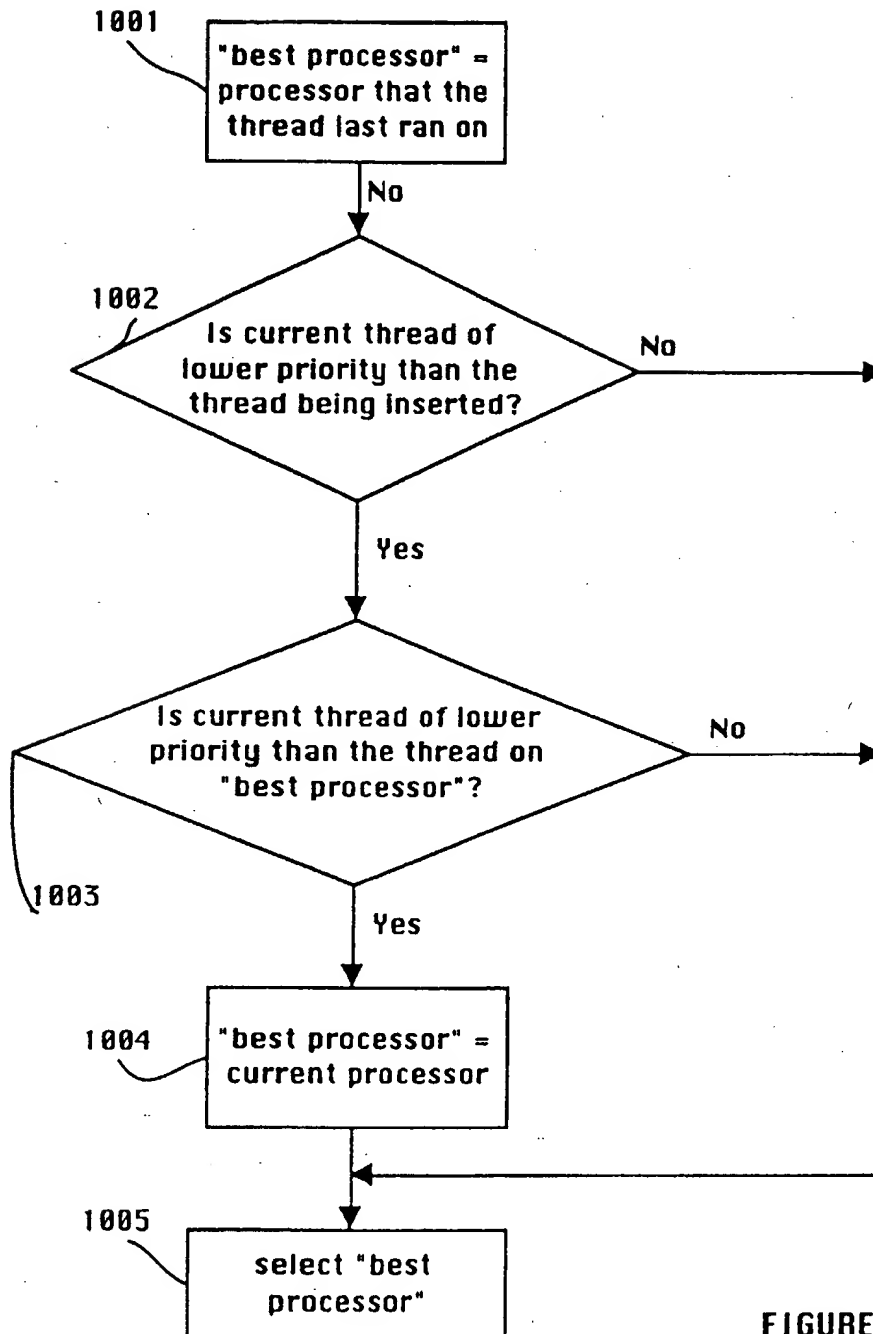 1001
"best processor" =
processor that the
thread last ran on
No
1002
Is current thread of
lower priority than the
thread being inserted?
No
Yes
Is current thread of lower
priority than the thread on
"best processor"?
No
1003
Yes
1004
"best processor" =
current processor
1005
select "best
processor"
FIGURE